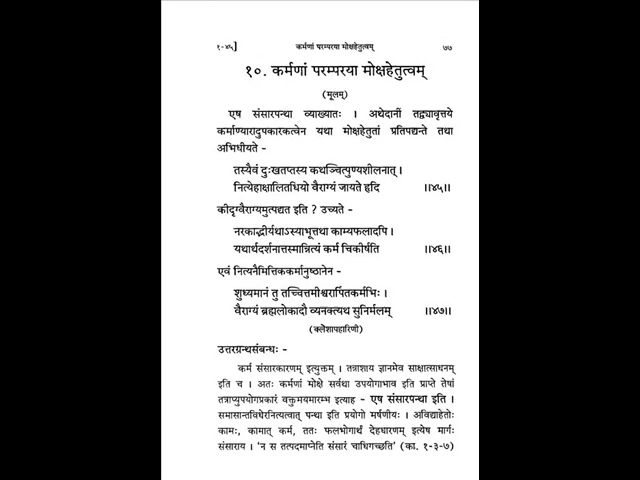 १-४५]
कर्मणां परम्परया मोक्षहेतुत्वम्
७७
१०. कर्मणां परम्परया मोक्षहेतुत्वम्
(मूलम्)
एष संसारपन्था व्याख्यातः । अथेदानीं तद्व्यावृत्तये
कर्माण्यारादुपकारकत्वेन यथा मोक्षहेतुतां प्रतिपद्यन्ते तथा
अभिधीयते -
तस्यैवं दुःखतप्तस्य कथञ्चित्पुण्यशीलनात् ।
नित्येहाक्षालितधियो वैराग्यं जायते हृदि ॥४५॥
कीदृग्वैराग्यमुत्पद्यत इति ? उच्यते -
नरकाद्भीर्यथाऽस्याभूत्तथा काम्यफलादपि ।
यथार्थदर्शनात्तस्मान्नित्यं कर्म चिकीर्षति ॥४६॥
एवं नित्यनैमित्तिककर्मानुष्ठानेन -
शुध्यमानं तु तच्चित्तमीश्वरार्पितकर्मभिः ।
वैराग्यं ब्रह्मलोकादौ व्यनक्त्यथ सुनिर्मलम् ॥४७॥
(क्लेशापहारिणी)
उत्तरग्रन्थसंबन्धः -
कर्म संसारकारणम् इत्युक्तम् । तन्नाशाय ज्ञानमेव साक्षात्साधनम्
इति च । अतः कर्मणां मोक्षे सर्वथा उपयोगाभाव इति प्राप्ते तेषां
तत्राप्युपयोगप्रकारं वक्तुमयमारम्भ इत्याह - एष संसारपन्था इति ।
समासान्तविधेरनित्यत्वात् पन्था इति प्रयोगो मर्षणीयः । अविद्याहेतोः
कामः, कामात् कर्म, ततः फलभोगार्थं देहधारणम् इत्येष मार्गः
संसाराय । 'न स तत्पदमाप्नोति संसारं चाधिगच्छति' (का. १-३-७)